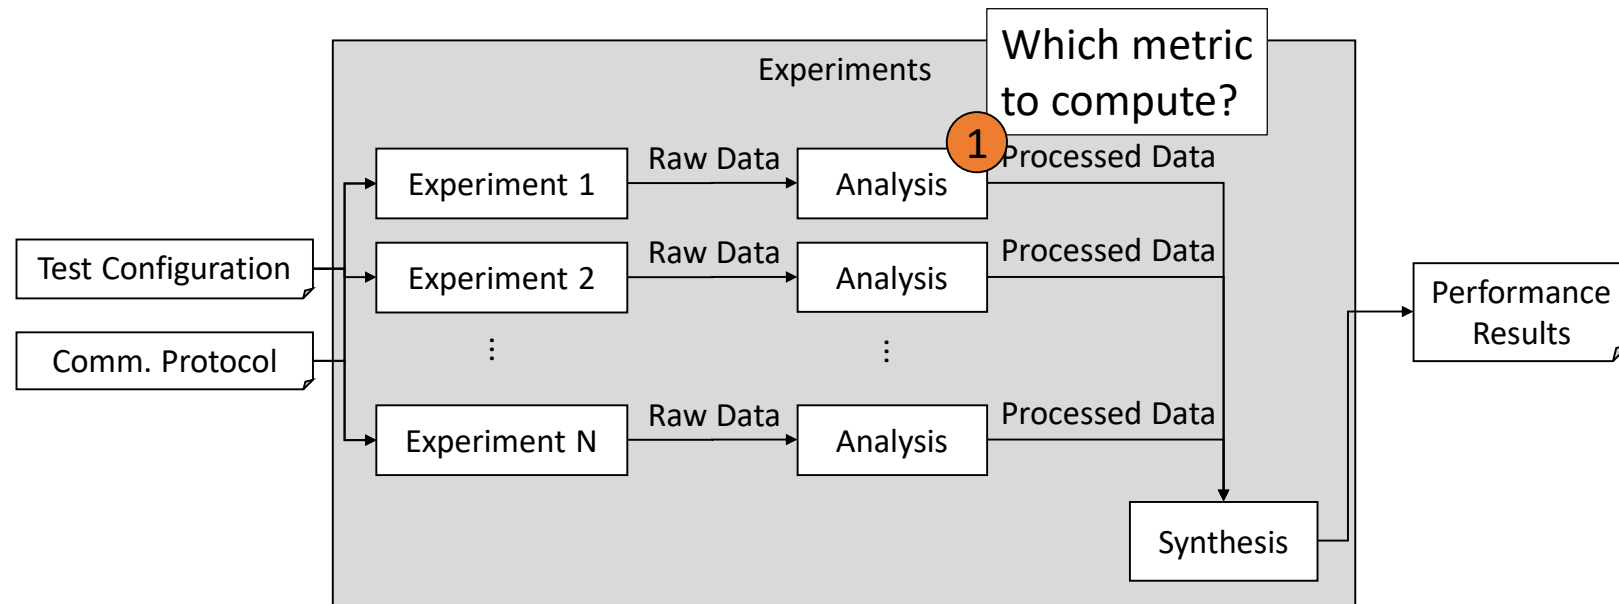 Which metric
to compute?
Experiments
1
Raw Data
Processed Data
Experiment 1
Analysis
Test Configuration
Raw Data
Processed Data
Experiment 2
Analysis
Performance
Results
Comm. Protocol
...
...
Raw Data
Processed Data
Experiment N
Analysis
Synthesis